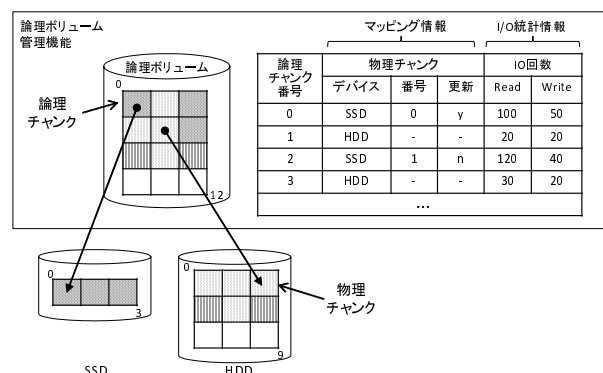 論理ボリューム
管理機能
マッピング情報
I/O統計情報
論理ボリューム
0
論理
チャンク
12
論理
チャンク
番号
物理チャンク
IO回数
デバイス 番号 更新 Read Write
0 SSD 0 y 100 50
1 HDD - - 20 20
2 SSD 1 n 120 40
3 HDD - - 30 20
...
0
3
SSD
0
9
HDD
物理
チャンク